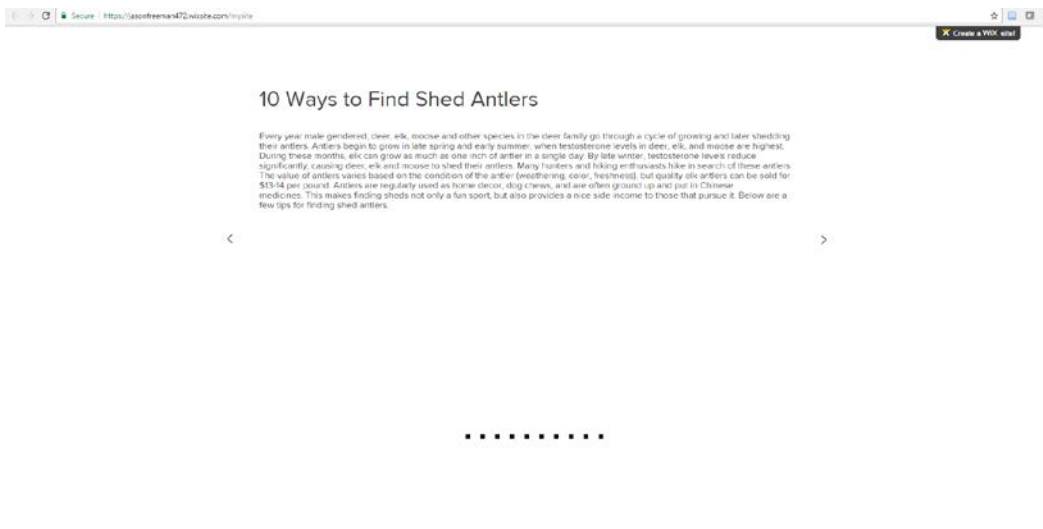 Secure https://jasonfreeman472.wixsite.com/mysite
Create a WIX site!
10 Ways to Find Shed Antlers
Every year male gendered, deer, elk, moose and other species in the deer family go through a cycle of growing and later shedding
their antlers. Antlers begin to grow in late spring and early summer, when testosterone levels in deer, elk, and moose are highest.
During these months, elk can grow as much as one inch of antler in a single day. By late winter, testosterone levels reduce
significantly, causing deer, elk and moose to shed their antlers. Many hunters and hiking enthusiasts hike in search of these antlers
The value of antlers varies based on the condition of the antler (weathering, color, freshness), but quality elk antlers can be sold for
$13-14 per pound. Antlers are regularly used as home decor, dog chews, and are often ground up and put in Chinese
medicines. This makes finding sheds not only a fun sport, but also provides a nice side income to those that pursue it. Below are a
few tips for finding shed antlers.